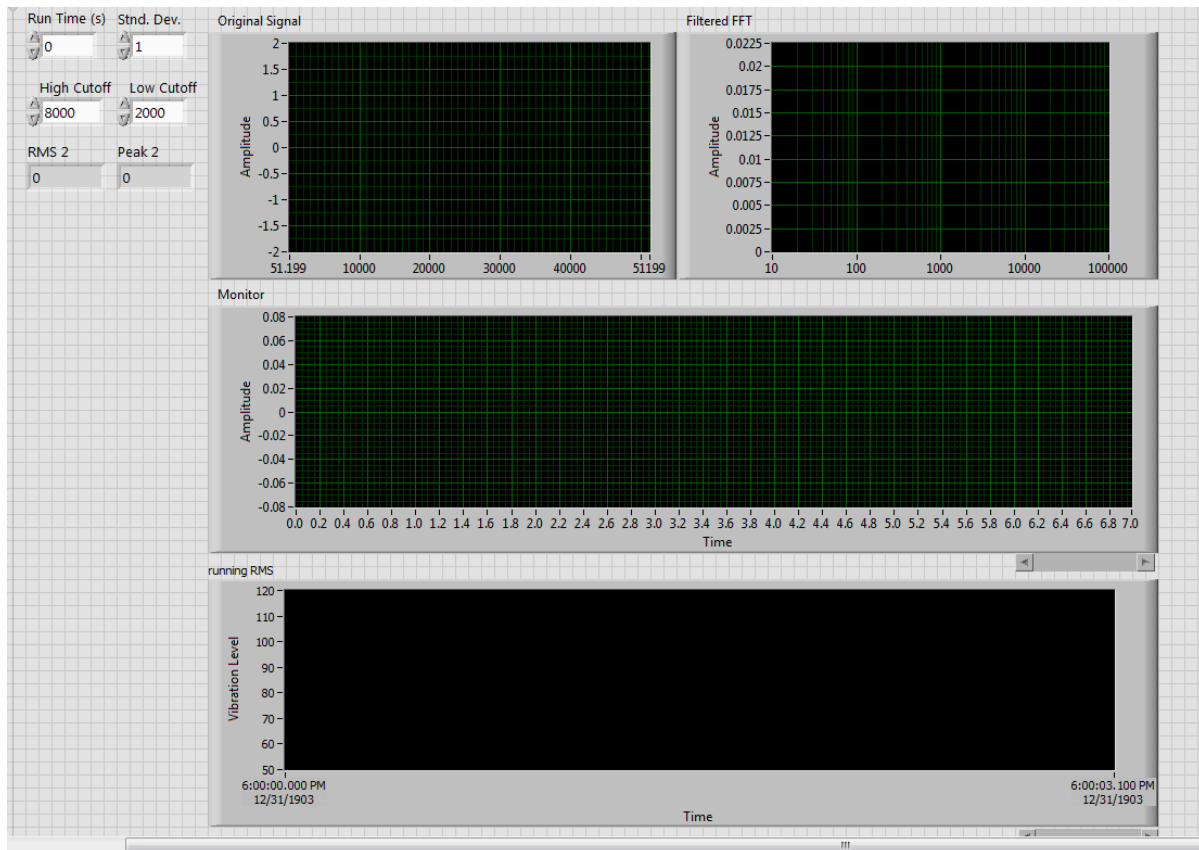 Run Time (s) Stnd. Dev.
0 1
High Cutoff Low Cutoff
8000 2000
RMS 2 Peak 2
0 0
Original Signal
Amplitude
2
1.5
1
0.5
0
-0.5
-1
-1.5
-2
51.199 10000 20000 30000 40000 51199
Filtered FFT
Amplitude
0.0225
0.02
0.0175
0.015
0.0125
0.01
0.0075
0.005
0.0025
0
10 100 1000 10000 100000
Monitor
Amplitude
0.08
0.06
0.04
0.02
0
-0.02
-0.04
-0.06
-0.08
0.0 0.2 0.4 0.6 0.8 1.0 1.2 1.4 1.6 1.8 2.0 2.2 2.4 2.6 2.8 3.0 3.2 3.4 3.6 3.8 4.0 4.2 4.4 4.6 4.8 5.0 5.2 5.4 5.6 5.8 6.0 6.2 6.4 6.6 6.8 7.0
Time
running RMS
Vibration Level
120
110
100
90
80
70
60
50
6:00:00.000 PM 6:00:03.100 PM
12/31/1903 12/31/1903
Time